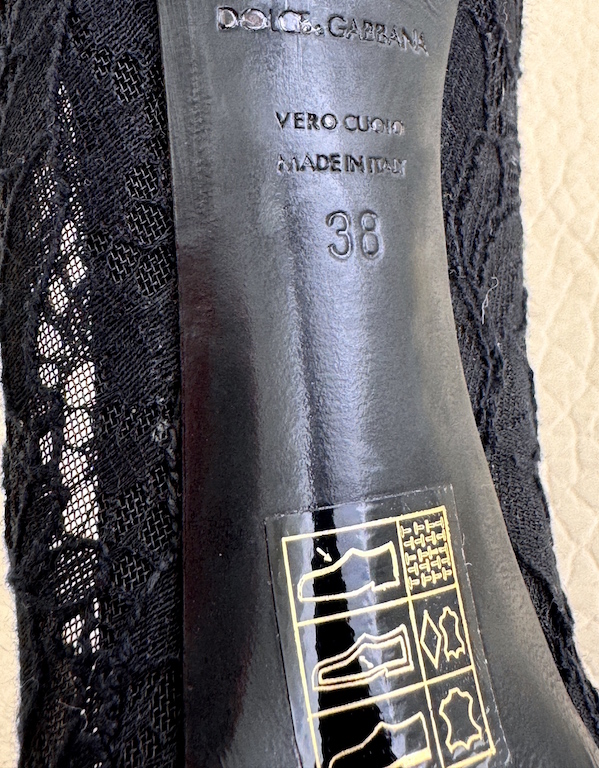 DOLCE & GABBANA
VERO CUOIO
MADE IN ITALY
38